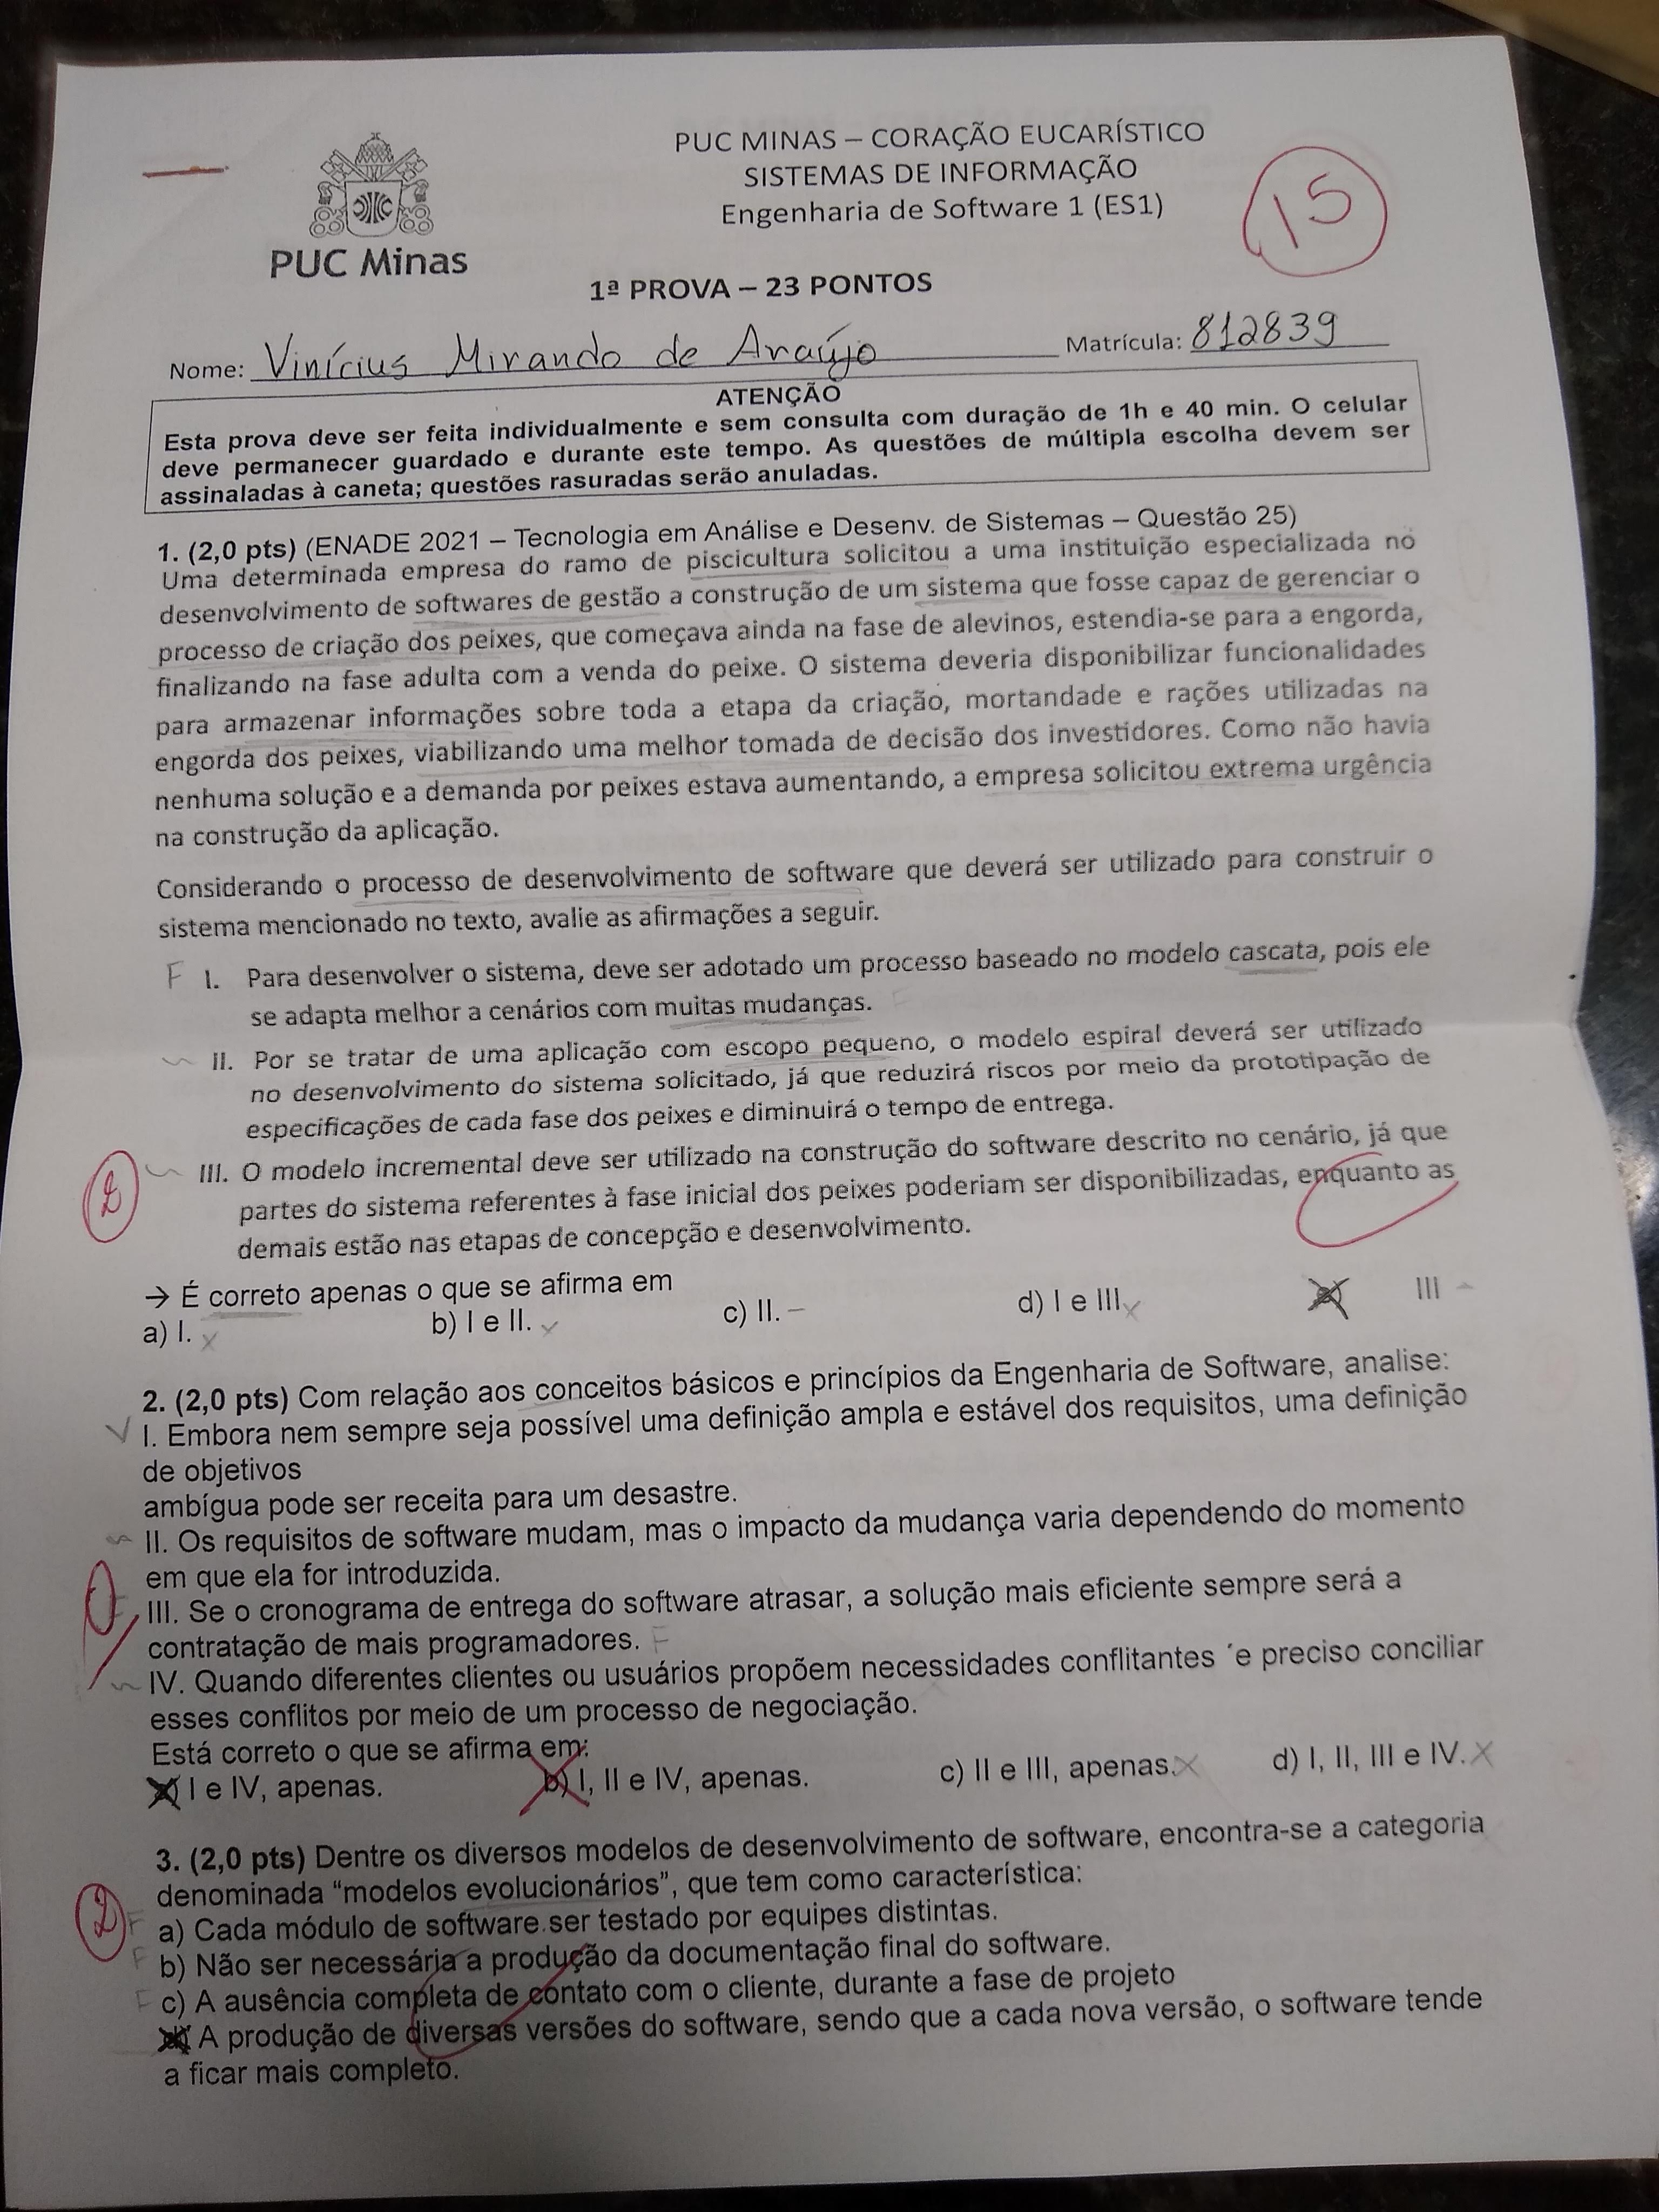 PUC MINAS – CORAÇÃO EUCARÍSTICO
SISTEMAS DE INFORMAÇÃO
Engenharia de Software 1 (ES1)
15
PUC Minas
1ª PROVA – 23 PONTOS
Nome: Vinícius Mirando de Araújo Matrícula: 812839
ATENÇÃO
Esta prova deve ser feita individualmente e sem consulta com duração de 1h e 40 min. O celular
deve permanecer guardado e durante este tempo. As questões de múltipla escolha devem ser
assinaladas à caneta; questões rasuradas serão anuladas.
1. (2,0 pts) (ENADE 2021 – Tecnologia em Análise e Desenv. de Sistemas – Questão 25)
Uma determinada empresa do ramo de piscicultura solicitou a uma instituição especializada no
desenvolvimento de softwares de gestão a construção de um sistema que fosse capaz de gerenciar o
processo de criação dos peixes, que começava ainda na fase de alevinos, estendia-se para a engorda,
finalizando na fase adulta com a venda do peixe. O sistema deveria disponibilizar funcionalidades
para armazenar informações sobre toda a etapa da criação, mortandade e rações utilizadas na
engorda dos peixes, viabilizando uma melhor tomada de decisão dos investidores. Como não havia
nenhuma solução e a demanda por peixes estava aumentando, a empresa solicitou extrema urgência
na construção da aplicação.
Considerando o processo de desenvolvimento de software que deverá ser utilizado para construir o
sistema mencionado no texto, avalie as afirmações a seguir.
F I. Para desenvolver o sistema, deve ser adotado um processo baseado no modelo cascata, pois ele
se adapta melhor a cenários com muitas mudanças. F
II. Por se tratar de uma aplicação com escopo pequeno, o modelo espiral deverá ser utilizado
no desenvolvimento do sistema solicitado, já que reduzirá riscos por meio da prototipação de
especificações de cada fase dos peixes e diminuirá o tempo de entrega.
2 III. O modelo incremental deve ser utilizado na construção do software descrito no cenário, já que
partes do sistema referentes à fase inicial dos peixes poderiam ser disponibilizadas, enquanto as
demais estão nas etapas de concepção e desenvolvimento.
→ É correto apenas o que se afirma em
a) I. x b) I e II. x c) II. – d) I e III x III
2. (2,0 pts) Com relação aos conceitos básicos e princípios da Engenharia de Software, analise:
V I. Embora nem sempre seja possível uma definição ampla e estável dos requisitos, uma definição
de objetivos
ambígua pode ser receita para um desastre.
II. Os requisitos de software mudam, mas o impacto da mudança varia dependendo do momento
em que ela for introduzida.
III. Se o cronograma de entrega do software atrasar, a solução mais eficiente sempre será a
contratação de mais programadores. F
IV. Quando diferentes clientes ou usuários propõem necessidades conflitantes ´e preciso conciliar
esses conflitos por meio de um processo de negociação.
Está correto o que se afirma em:
a) I e IV, apenas. b) I, II e IV, apenas. c) II e III, apenas. x d) I, II, III e IV. x
3. (2,0 pts) Dentre os diversos modelos de desenvolvimento de software, encontra-se a categoria
denominada “modelos evolucionários”, que tem como característica:
2 F a) Cada módulo de software ser testado por equipes distintas.
F b) Não ser necessária a produção da documentação final do software.
F c) A ausência completa de contato com o cliente, durante a fase de projeto
d) A produção de diversas versões do software, sendo que a cada nova versão, o software tende
a ficar mais completo.